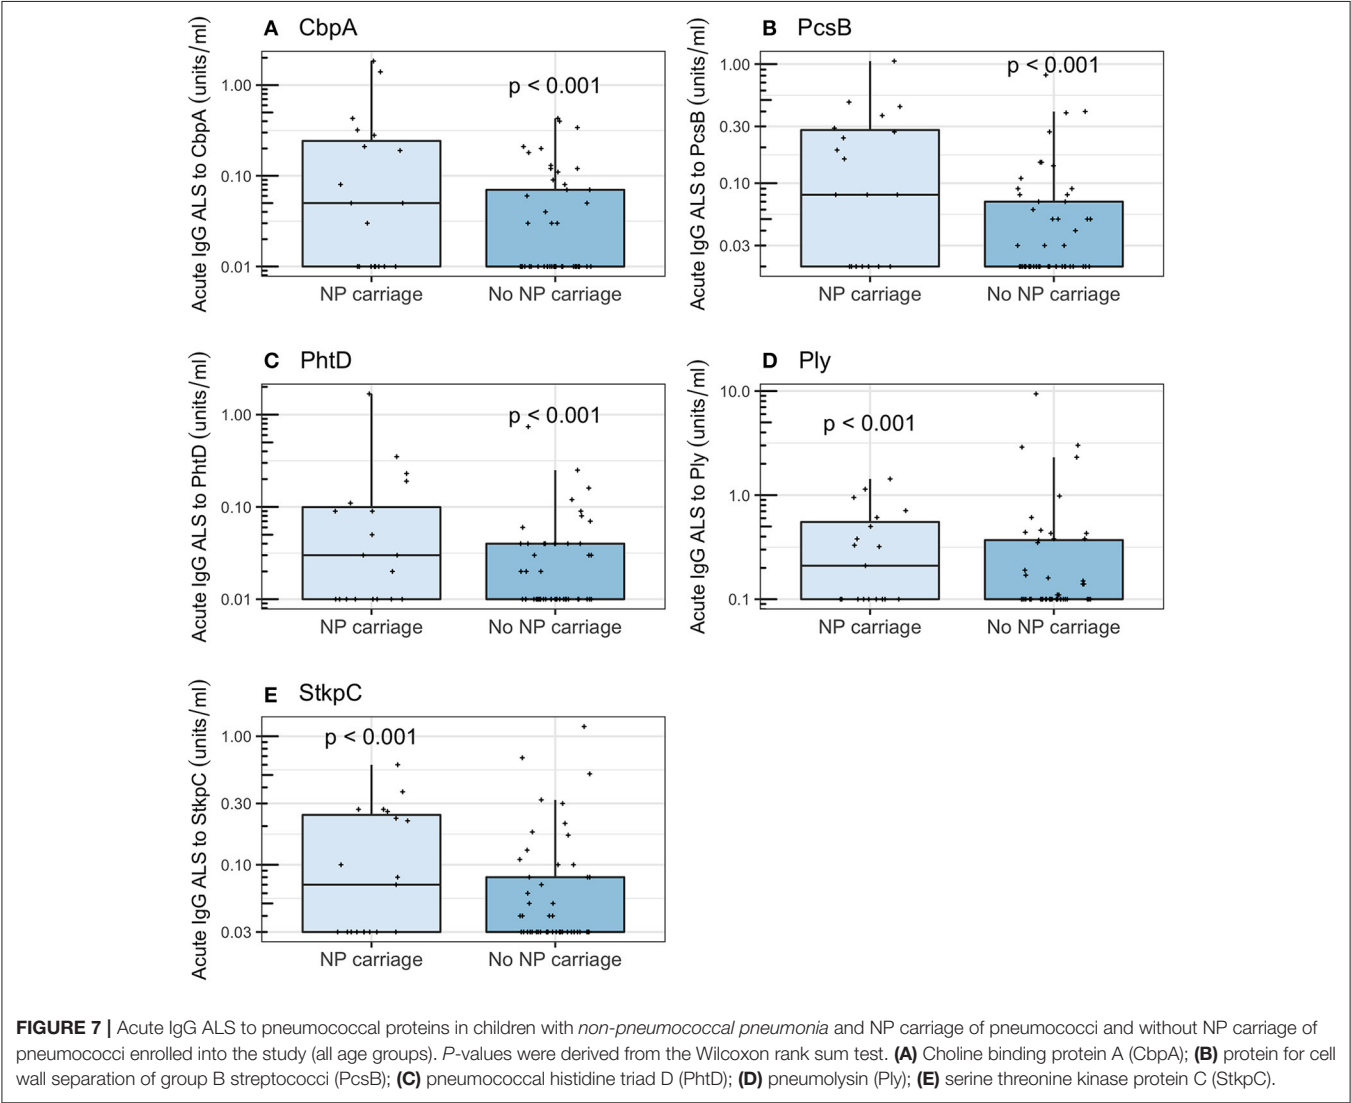 A CbpA
Acute IgG ALS to CbpA (units/ml)
1.00
0.10
0.01
p < 0.001
NP carriage
No NP carriage
B PcsB
Acute IgG ALS to PcsB (units/ml)
1.00
0.30
0.10
0.03
p < 0.001
NP carriage
No NP carriage
C PhtD
Acute IgG ALS to PhtD (units/ml)
1.00
0.10
0.01
p < 0.001
NP carriage
No NP carriage
D Ply
Acute IgG ALS to Ply (units/ml)
10.0
1.0
0.1
p < 0.001
NP carriage
No NP carriage
E StkpC
Acute IgG ALS to StkpC (units/ml)
1.00
0.30
0.10
0.03
p < 0.001
NP carriage
No NP carriage
FIGURE 7 | Acute IgG ALS to pneumococcal proteins in children with non-pneumococcal pneumonia and NP carriage of pneumococci and without NP carriage of
pneumococci enrolled into the study (all age groups). P-values were derived from the Wilcoxon rank sum test. (A) Choline binding protein A (CbpA); (B) protein for cell
wall separation of group B streptococci (PcsB); (C) pneumococcal histidine triad D (PhtD); (D) pneumolysin (Ply); (E) serine threonine kinase protein C (StkpC).